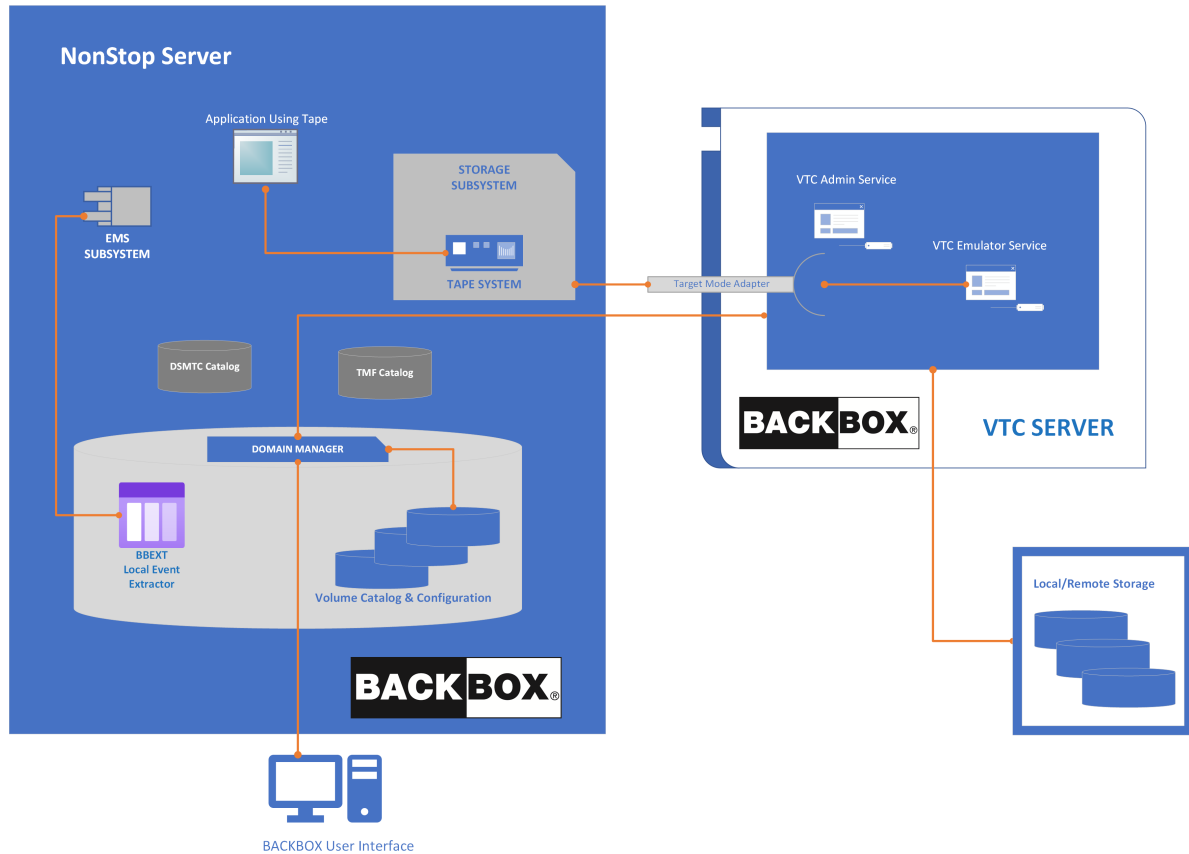 NonStop Server
Application Using Tape
STORAGE
SUBSYSTEM
EMS
SUBSYSTEM
TAPE SYSTEM
DSMTC Catalog
TMF Catalog
DOMAIN MANAGER
BBEXT
Local Event
Extractor
Volume Catalog & Configuration
BACKBOX®
BACKBOX User Interface
VTC Admin Service
VTC Emulator Service
Target Mode Adapter
BACKBOX®
VTC SERVER
Local/Remote Storage